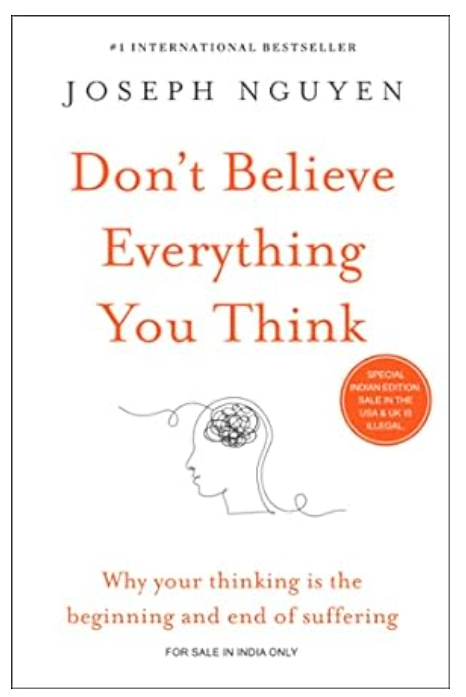 #1 INTERNATIONAL BESTSELLER
JOSEPH NGUYEN
Don't Believe
Everything
You Think
SPECIAL
INDIAN EDITION
SALE IN THE
USA & UK IS
ILLEGAL.
Why your thinking is the
beginning and end of suffering
FOR SALE IN INDIA ONLY